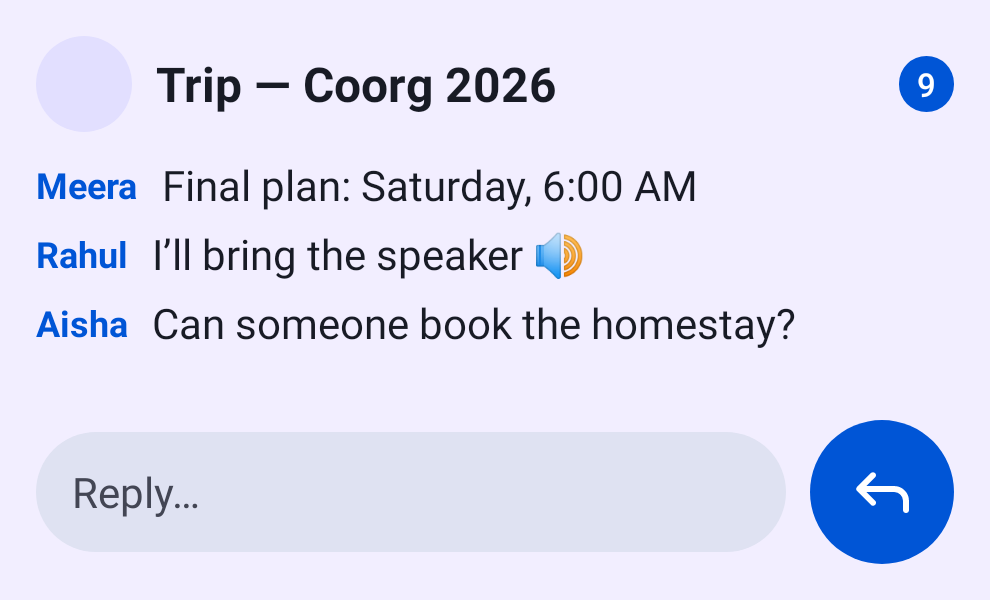 Trip — Coorg 2026
9
Meera Final plan: Saturday, 6:00 AM
Rahul I’ll bring the speaker 🔊
Aisha Can someone book the homestay?
Reply…